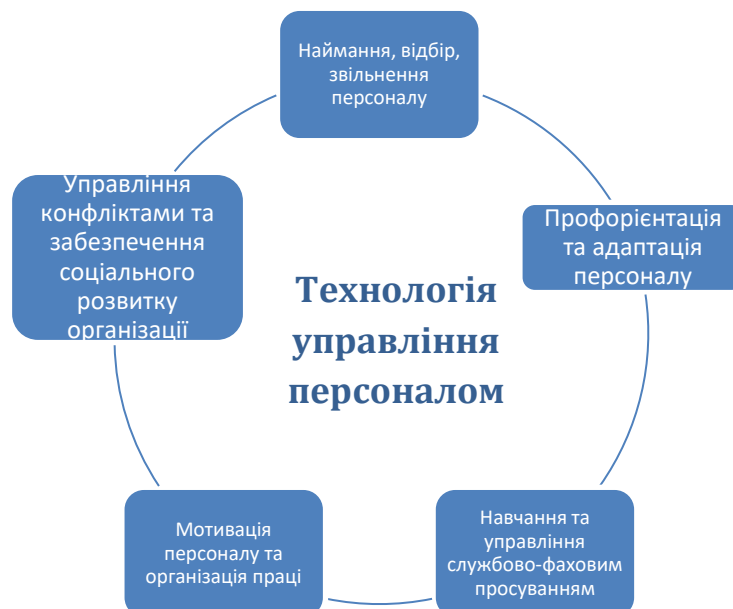 Наймання, відбір,
звільнення
персоналу
Профорієнтація
та адаптація
персоналу
Навчання та
управління
службово-фаховим
просуванням
Мотивація
персоналу та
організація праці
Управління
конфліктами та
забезпечення
соціального
розвитку
організації
Технологія
управління
персоналом